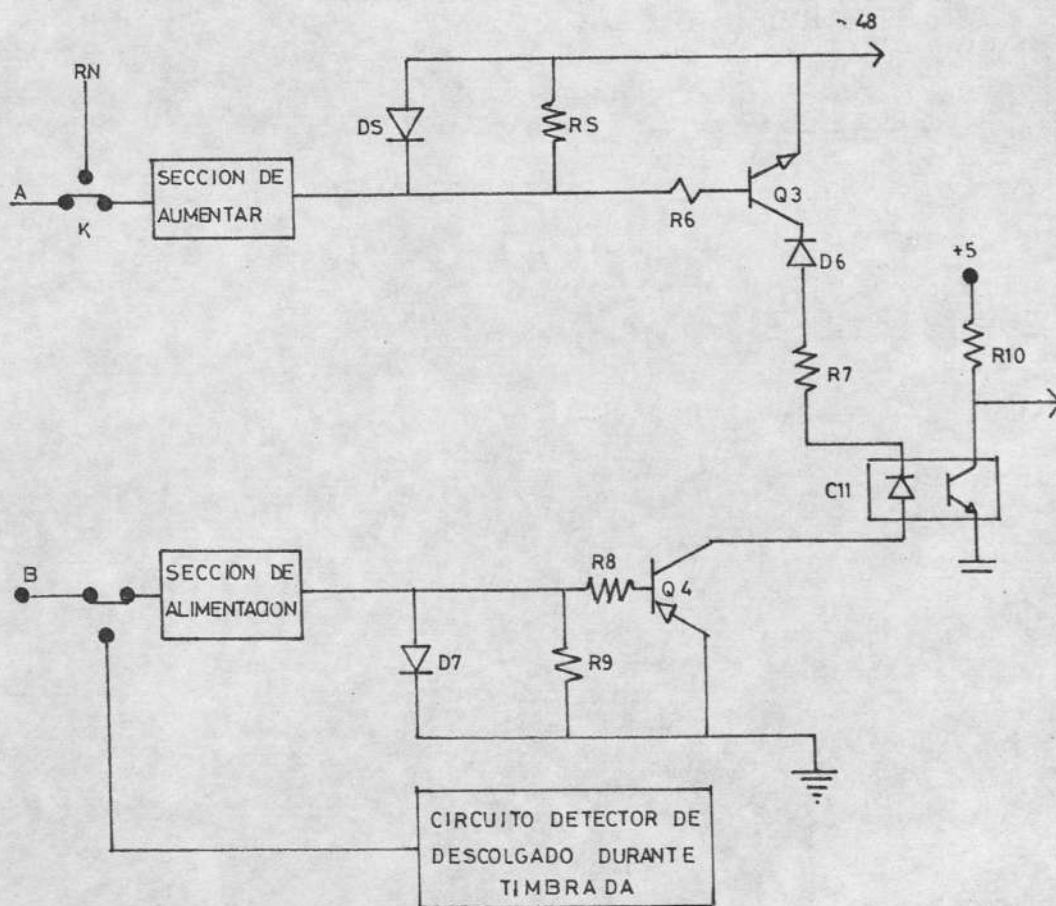 ~ 48
RN
DS
RS
A
K
SECCION DE
AUMENTAR
R6
Q3
D6
+5
R10
R7
C11
B
SECCION DE
ALIMENTACION
R8
Q4
D7
R9
CIRCUITO DETECTOR DE
DESCOLGADO DURANTE
TIMBRADA